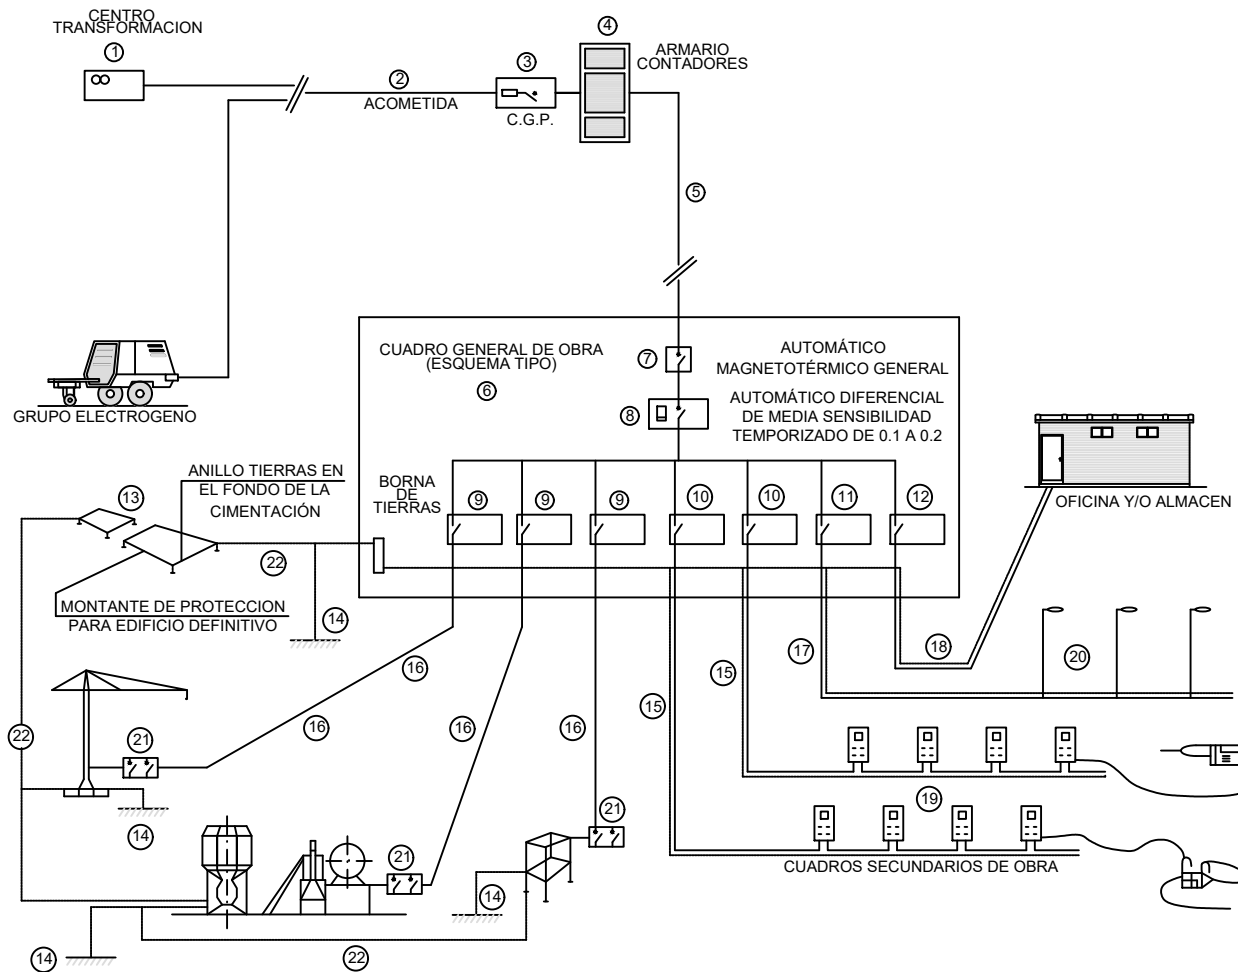 CENTRO
TRANSFORMACION
1
2
ACOMETIDA
3
C.G.P.
4
ARMARIO
CONTADORES
5
GRUPO ELECTROGENO
CUADRO GENERAL DE OBRA
(ESQUEMA TIPO)
6
7
AUTOMÁTICO
MAGNETOTÉRMICO GENERAL
8
AUTOMÁTICO DIFERENCIAL
DE MEDIA SENSIBILIDAD
TEMPORIZADO DE 0.1 A 0.2
BORNA
DE
TIERRAS
9
9
9
10
10
11
12
OFICINA Y/O ALMACEN
13
ANILLO TIERRAS EN
EL FONDO DE LA
CIMENTACIÓN
22
14
MONTANTE DE PROTECCION
PARA EDIFICIO DEFINITIVO
16
16
16
16
15
15
17
18
20
22
21
14
21
21
14
19
CUADROS SECUNDARIOS DE OBRA
14
22